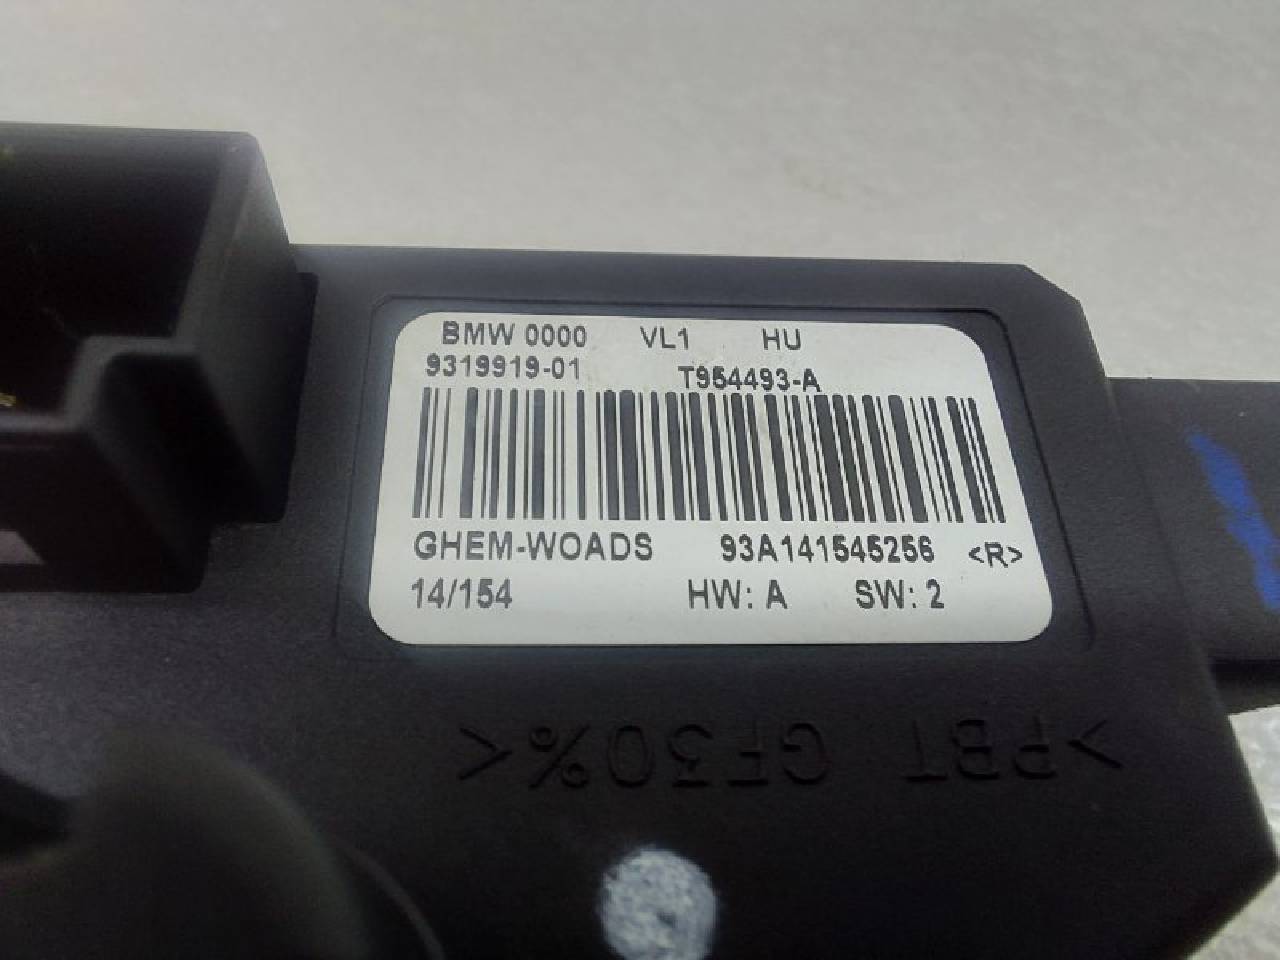 BMW 0000 VL1 HU
9319919-01 T954493-A
GHEM-WOADS 93A141545256 <R>
14/154 HW: A SW: 2
>PBT GF30%<